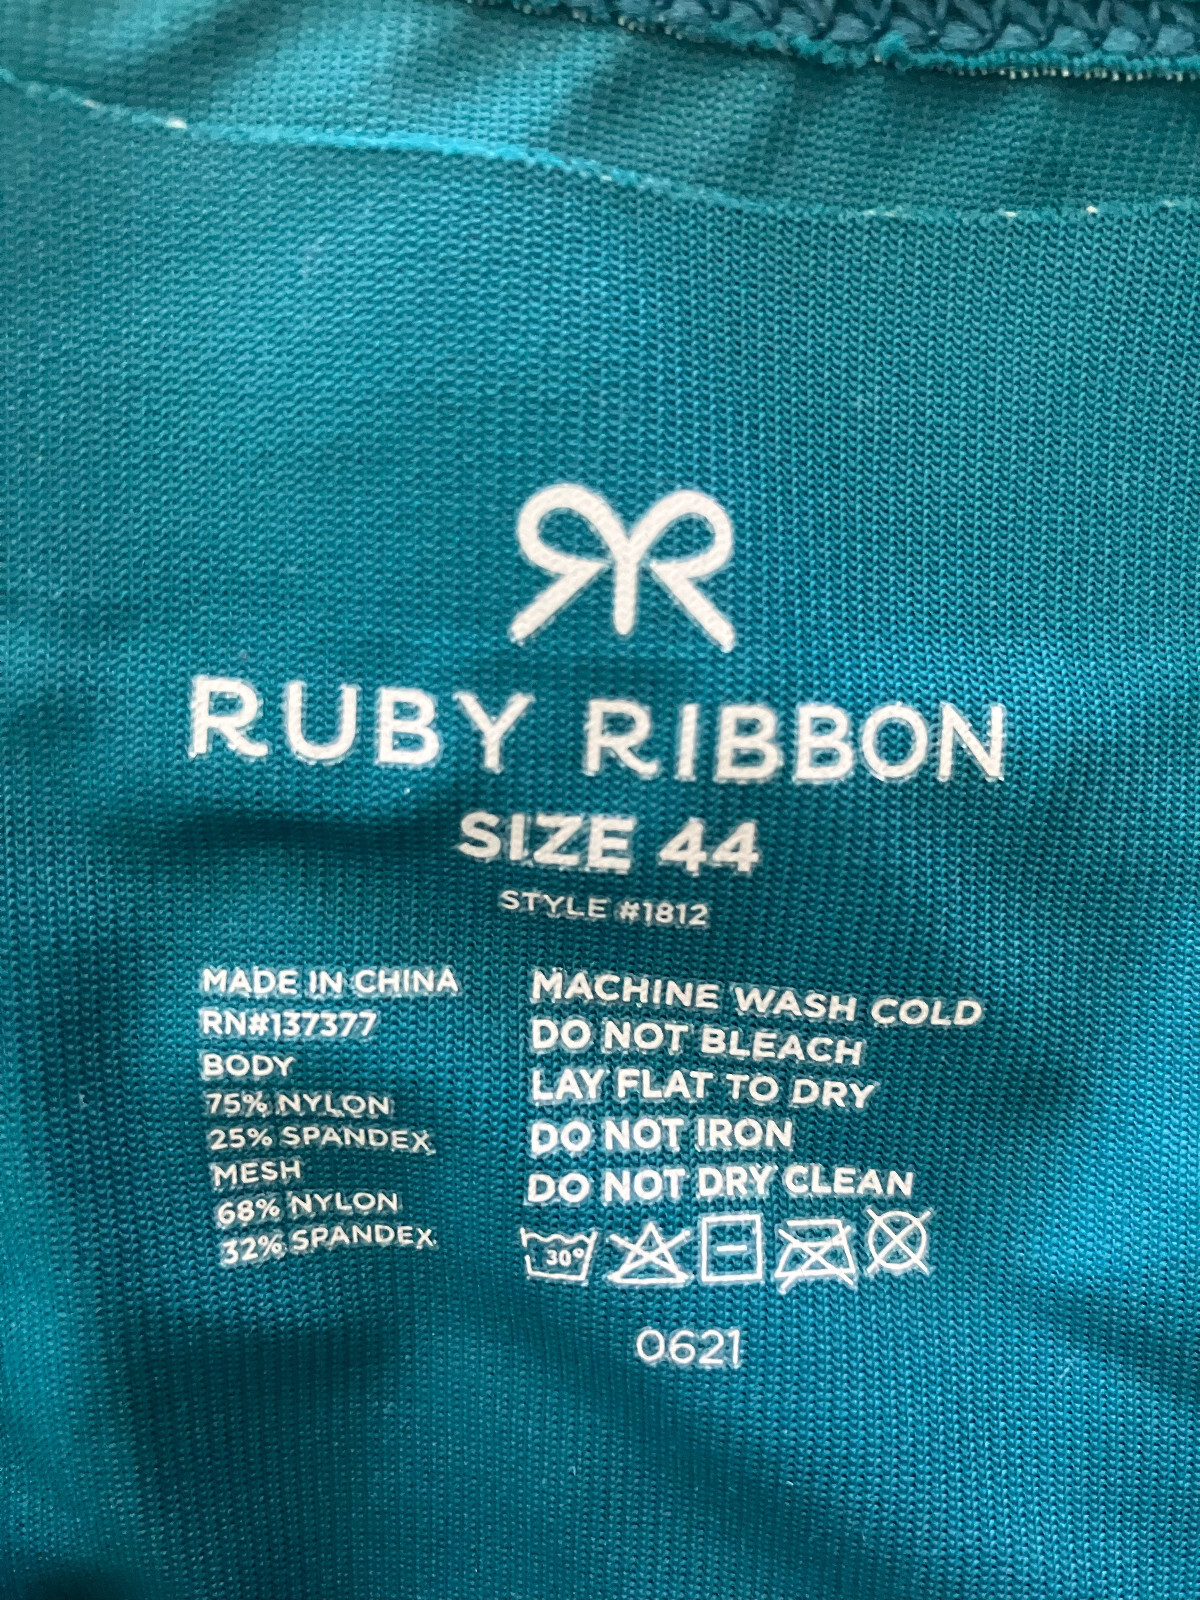 RUBY RIBBON
SIZE 44
STYLE #1812
MADE IN CHINA
RN#137377
BODY
75% NYLON
25% SPANDEX
MESH
68% NYLON
32% SPANDEX
MACHINE WASH COLD
DO NOT BLEACH
LAY FLAT TO DRY
DO NOT IRON
DO NOT DRY CLEAN
30°
0621